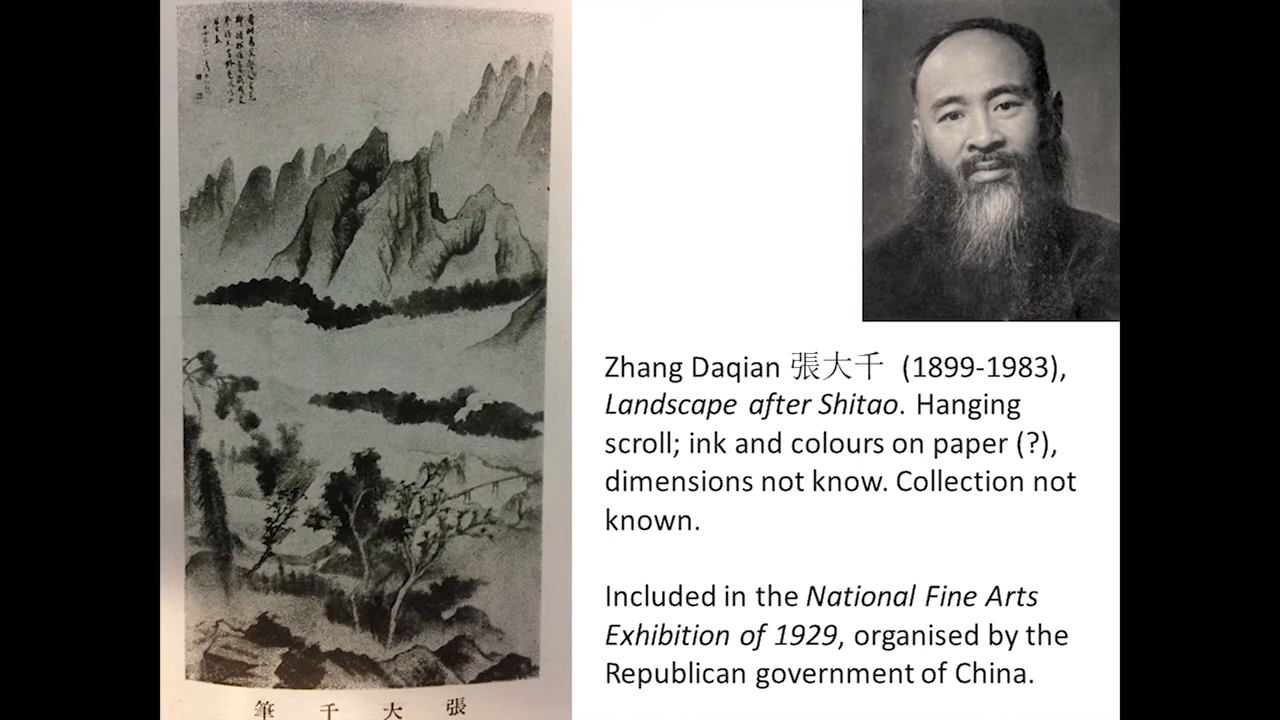 Zhang Daqian 張大千 (1899-1983),
Landscape after Shitao. Hanging
scroll; ink and colours on paper (?),
dimensions not know. Collection not
known.
Included in the National Fine Arts
Exhibition of 1929, organised by the
Republican government of China.
張大千筆